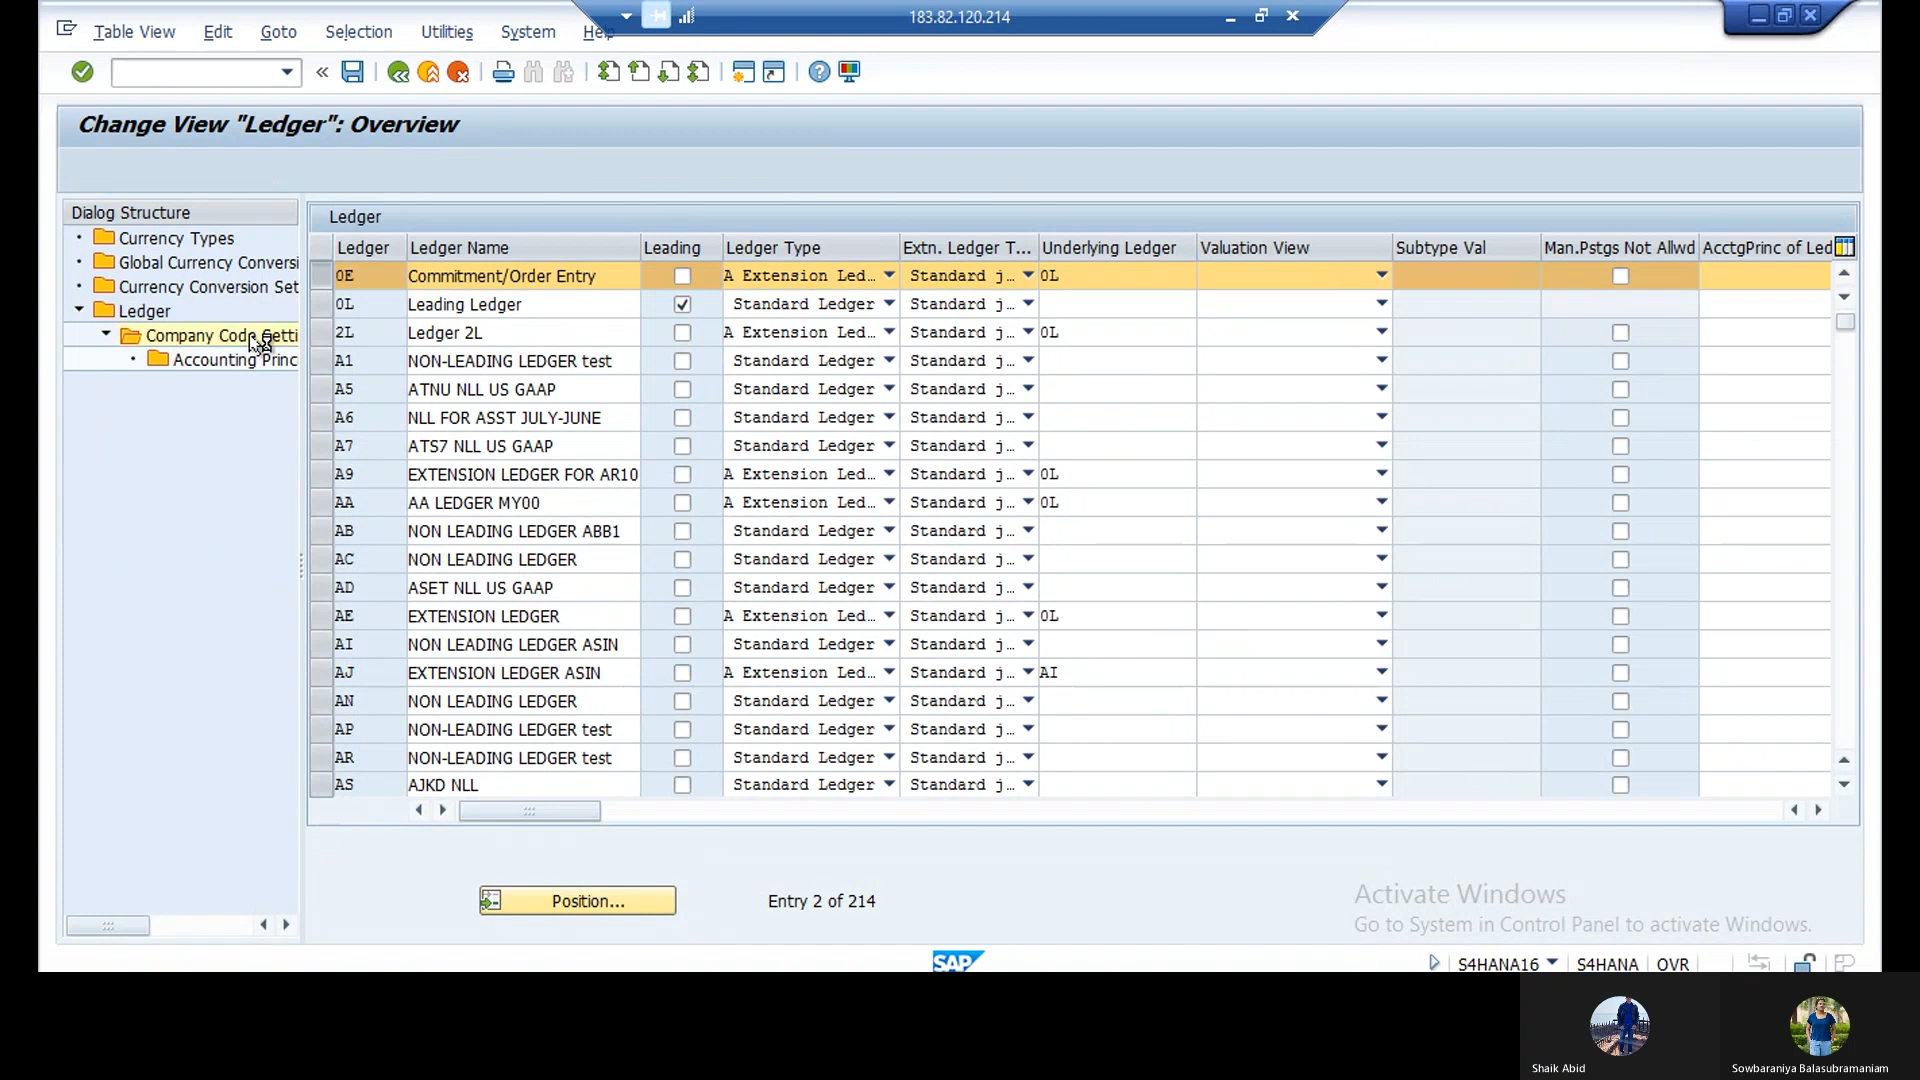 183.82.120.214
Table View Edit Goto Selection Utilities System Help
Change View "Ledger": Overview
Dialog Structure
Currency Types
Global Currency Conversi
Currency Conversion Set
Ledger
Company Code Setti
Accounting Princ
Ledger
Ledger Ledger Name Leading Ledger Type Extn. Ledger T... Underlying Ledger Valuation View Subtype Val Man.Pstgs Not Allwd AcctgPrinc of Led
0E Commitment/Order Entry A Extension Led… Standard j… 0L
0L Leading Ledger Standard Ledger Standard j…
2L Ledger 2L A Extension Led… Standard j… 0L
A1 NON-LEADING LEDGER test Standard Ledger Standard j…
A5 ATNU NLL US GAAP Standard Ledger Standard j…
A6 NLL FOR ASST JULY-JUNE Standard Ledger Standard j…
A7 ATS7 NLL US GAAP Standard Ledger Standard j…
A9 EXTENSION LEDGER FOR AR10 A Extension Led… Standard j… 0L
AA AA LEDGER MY00 A Extension Led… Standard j… 0L
AB NON LEADING LEDGER ABB1 Standard Ledger Standard j…
AC NON LEADING LEDGER Standard Ledger Standard j…
AD ASET NLL US GAAP Standard Ledger Standard j…
AE EXTENSION LEDGER A Extension Led… Standard j… 0L
AI NON LEADING LEDGER ASIN Standard Ledger Standard j…
AJ EXTENSION LEDGER ASIN A Extension Led… Standard j… AI
AN NON LEADING LEDGER Standard Ledger Standard j…
AP NON-LEADING LEDGER test Standard Ledger Standard j…
AR NON-LEADING LEDGER test Standard Ledger Standard j…
AS AJKD NLL Standard Ledger Standard j…
Position... Entry 2 of 214
Activate Windows
Go to System in Control Panel to activate Windows.
SAP S4HANA16 S4HANA OVR
Shaik Abid Sowbaraniya Balasubramaniam